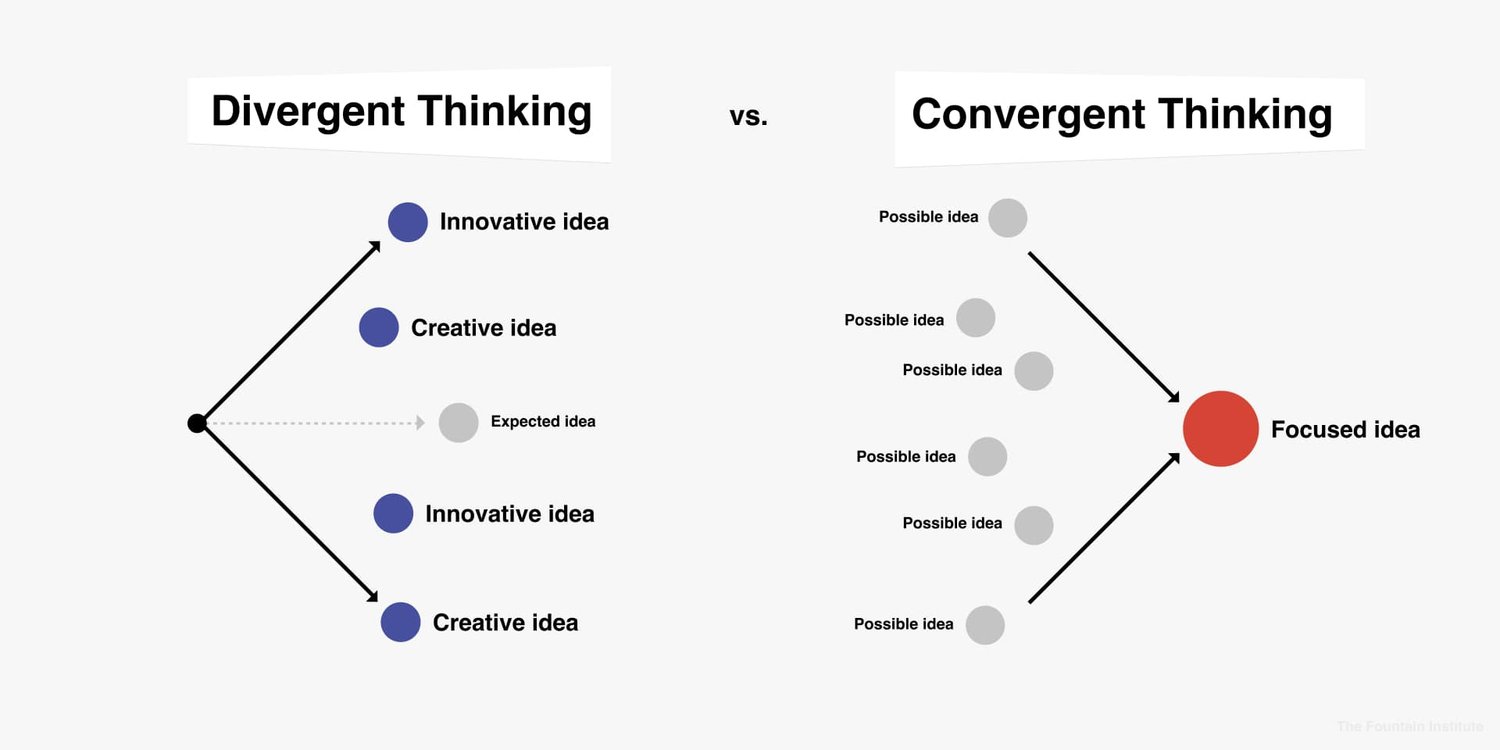 Divergent Thinking
vs.
Convergent Thinking
Innovative idea
Creative idea
Expected idea
Innovative idea
Creative idea
Possible idea
Possible idea
Possible idea
Possible idea
Possible idea
Possible idea
Focused idea
The Fountain Institute